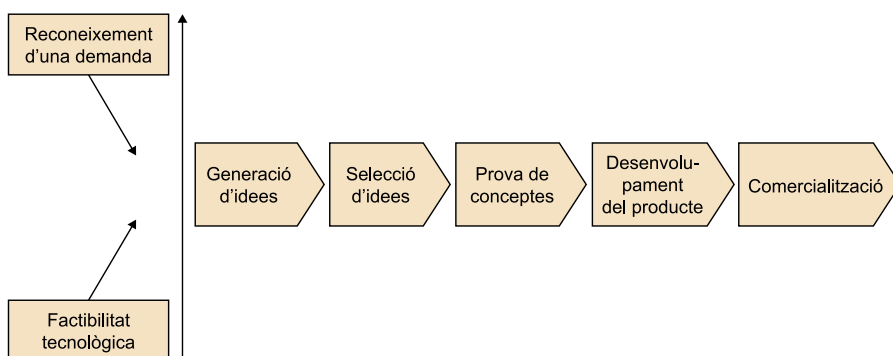 Reconeixement
d'una demanda
Generació
d'idees
Selecció
d'idees
Prova de
conceptes
Desenvolu-
pament
del producte
Comercialització
Factibilitat
tecnològica